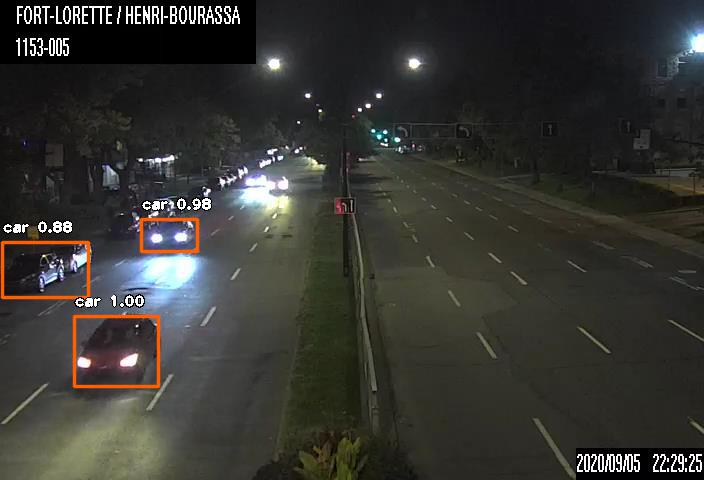 FORT-LORETTE / HENRI-BOURASSA
1153-005
car 0.98
car 0.88
car 1.00
2020/09/05 22:29:25